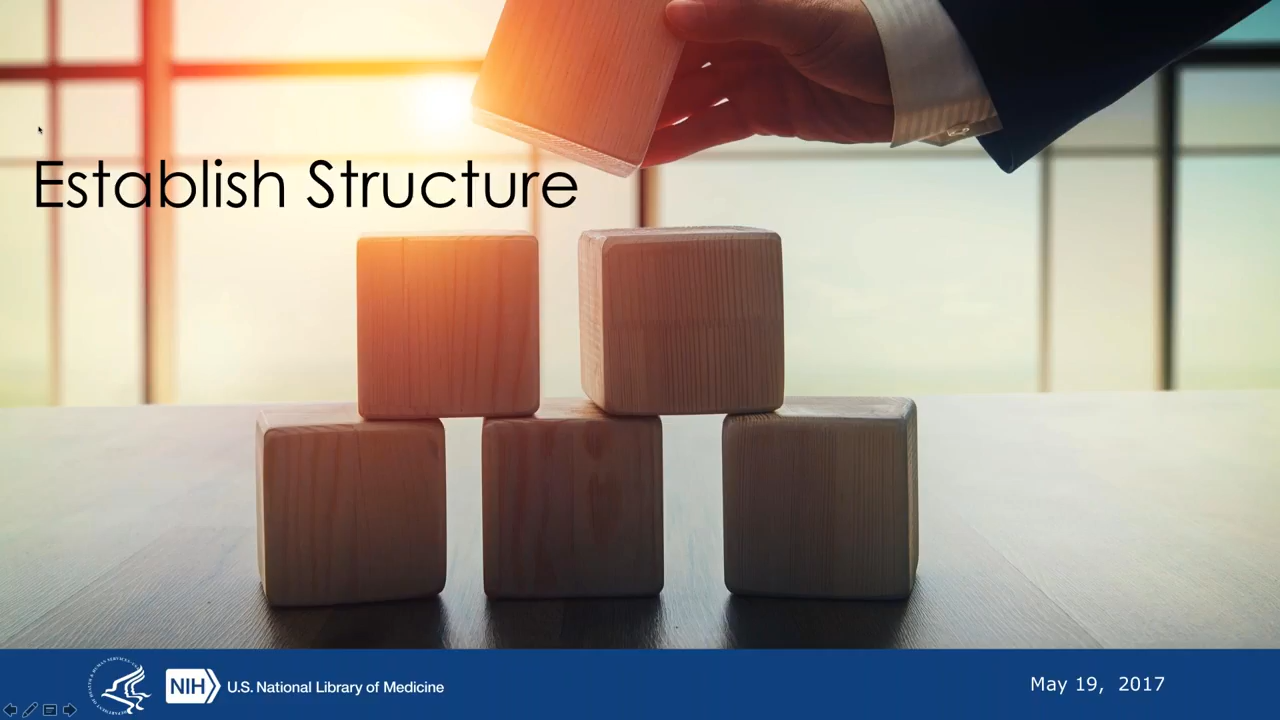 Establish Structure
NIH U.S. National Library of Medicine
May 19, 2017